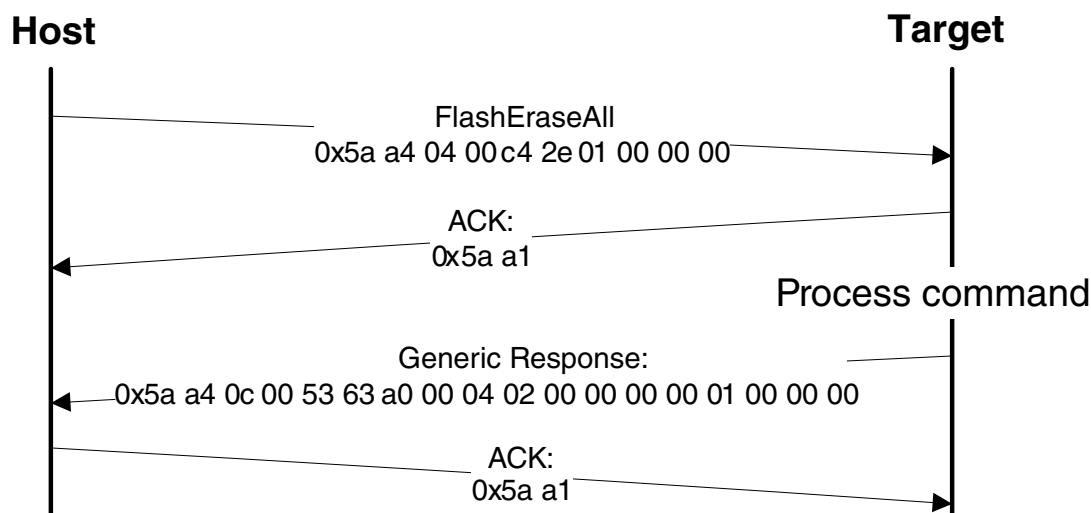 Host
Target
FlashEraseAll
0x5a a4 04 00 c4 2e 01 00 00 00
ACK:
0x5a a1
Process command
Generic Response:
0x5a a4 0c 00 53 63 a0 00 04 02 00 00 00 00 01 00 00 00
ACK:
0x5a a1